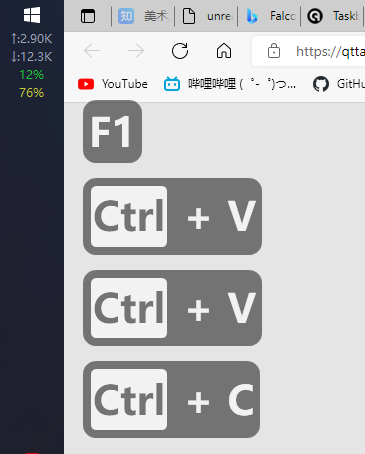 ↑:2.90K
↓:12.3K
12%
76%
知 美术 unre Falco Taskb
https://qtta
YouTube 哔哩哔哩 (゜-゜)つ... GitHu
F1
Ctrl + V
Ctrl + V
Ctrl + C